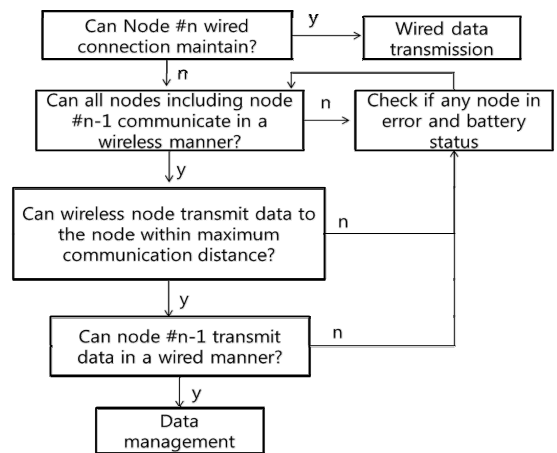 Can Node #n wired
connection maintain?
y
Wired data
transmission
n
Can all nodes including node
#n-1 communicate in a
wireless manner?
n
Check if any node in
error and battery
status
y
Can wireless node transmit data to
the node within maximum
communication distance?
n
y
Can node #n-1 transmit
data in a wired manner?
n
y
Data
management